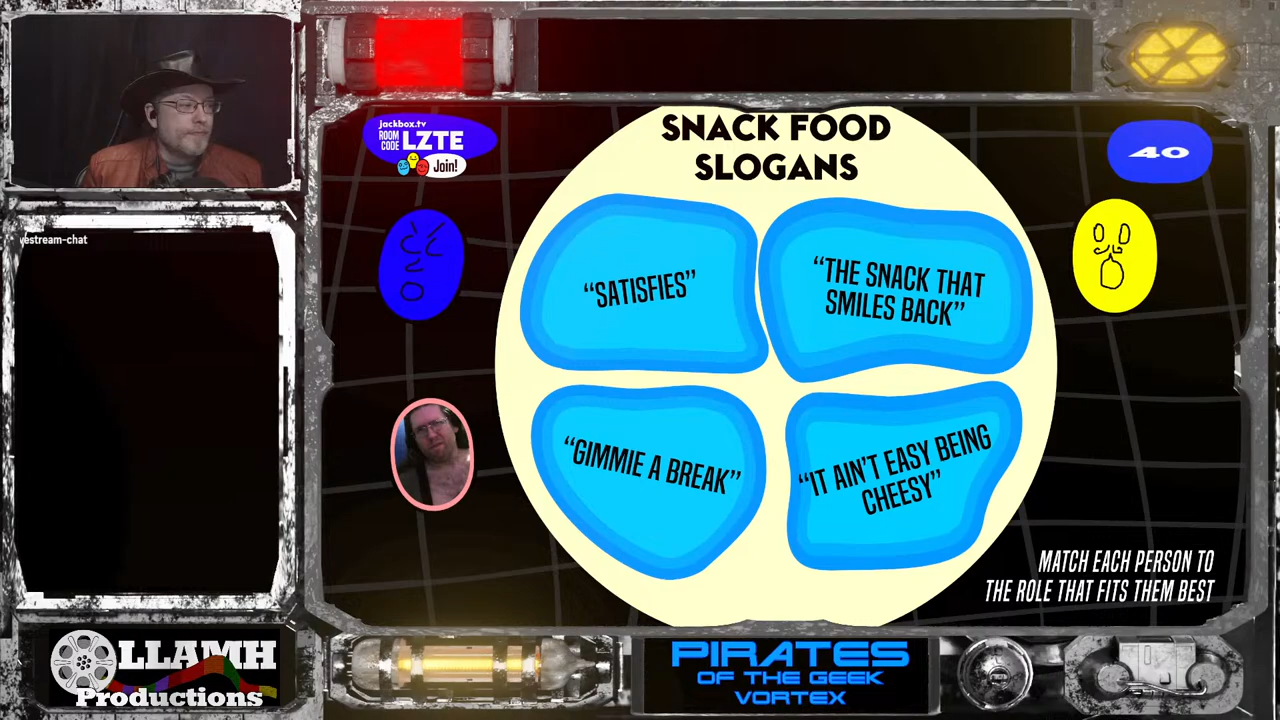 jackbox.tv
ROOM
CODE
LZTE
Join!
SNACK FOOD
SLOGANS
40
"SATISFIES"
"THE SNACK THAT
SMILES BACK"
"GIMMIE A BREAK"
"IT AIN'T EASY BEING
CHEESY"
MATCH EACH PERSON TO
THE ROLE THAT FITS THEM BEST
vestream-chat
OLLAMH
Productions
PIRATES
OF THE GEEK
VORTEX